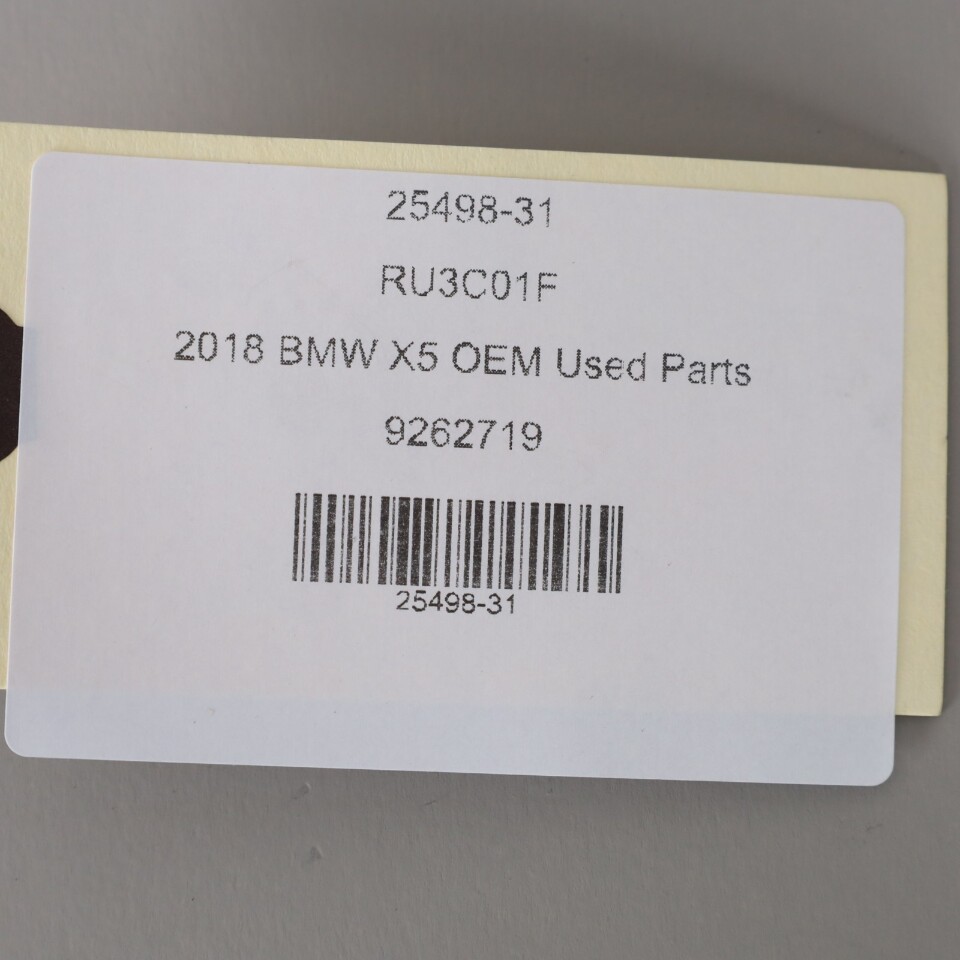 25498-31
RU3C01F
2018 BMW X5 OEM Used Parts
9262719
25498-31